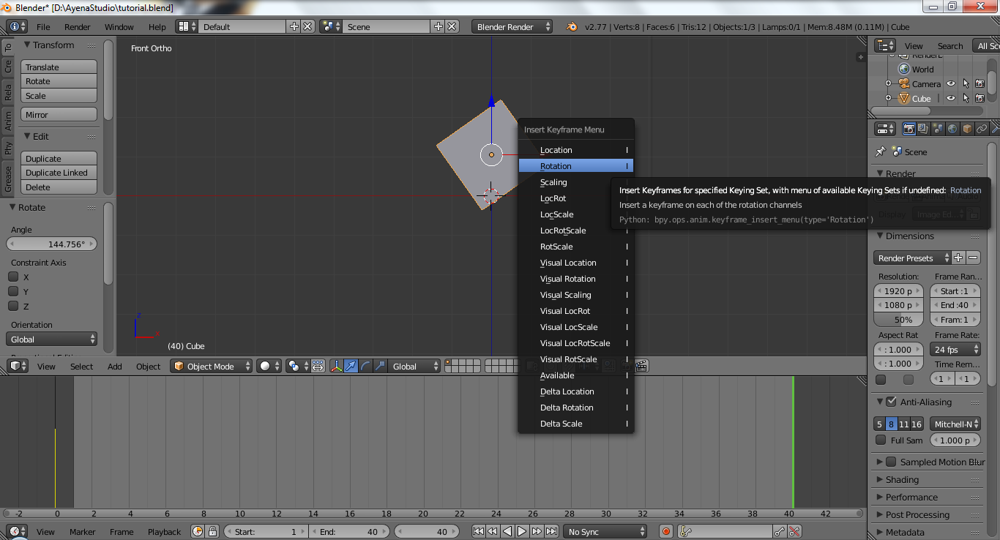 Blender* [D:\AyenaStudio\tutorial.blend]
File Render Window Help Default Scene Blender Render v2.77 | Verts:8 | Faces:6 | Tris:12 | Objects:1/3 | Lamps:0/1 | Mem:8.48M (0.11M) | Cube
To
Cre
Rela
Anim
Phy
Grease
Transform
Translate
Rotate
Scale
Mirror
Edit
Duplicate
Duplicate Linked
Delete
Rotate
Angle
144.756°
Constraint Axis
X
Y
Z
Orientation
Global
Front Ortho
z
x
(40) Cube
Insert Keyframe Menu
Location I
Rotation I
Scaling I
LocRot I
LocScale I
LocRotScale I
RotScale I
Visual Location I
Visual Rotation I
Visual Scaling I
Visual LocRot I
Visual LocScale I
Visual LocRotScale I
Visual RotScale I
Available I
Delta Location I
Delta Rotation I
Delta Scale I
Insert Keyframes for specified Keying Set, with menu of available Keying Sets if undefined: Rotation
Insert a keyframe on each of the rotation channels
Python: bpy.ops.anim.keyframe_insert_menu(type='Rotation')
View Search All Sc
World
Camera
Cube
Scene
Render
Display Image Ed...
Dimensions
Render Presets
Resolution: Frame Ran...
1920 p Start :1
1080 p End :40
50% Fram: 1
Aspect Rat Frame Rate:
: 1.000 24 fps
: 1.000 Time Rem...
1 1
Anti-Aliasing
5 8 11 16 Mitchell-N
Full Sam 1.000 p
Sampled Motion Blur
Shading
Performance
Post Processing
Metadata
View Select Add Object Object Mode Global
-2 0 2 4 6 8 10 12 14 16 18 20 22 24 26 28 30 32 34 36 38 40 42
View Marker Frame Playback Start: 1 End: 40 40 No Sync